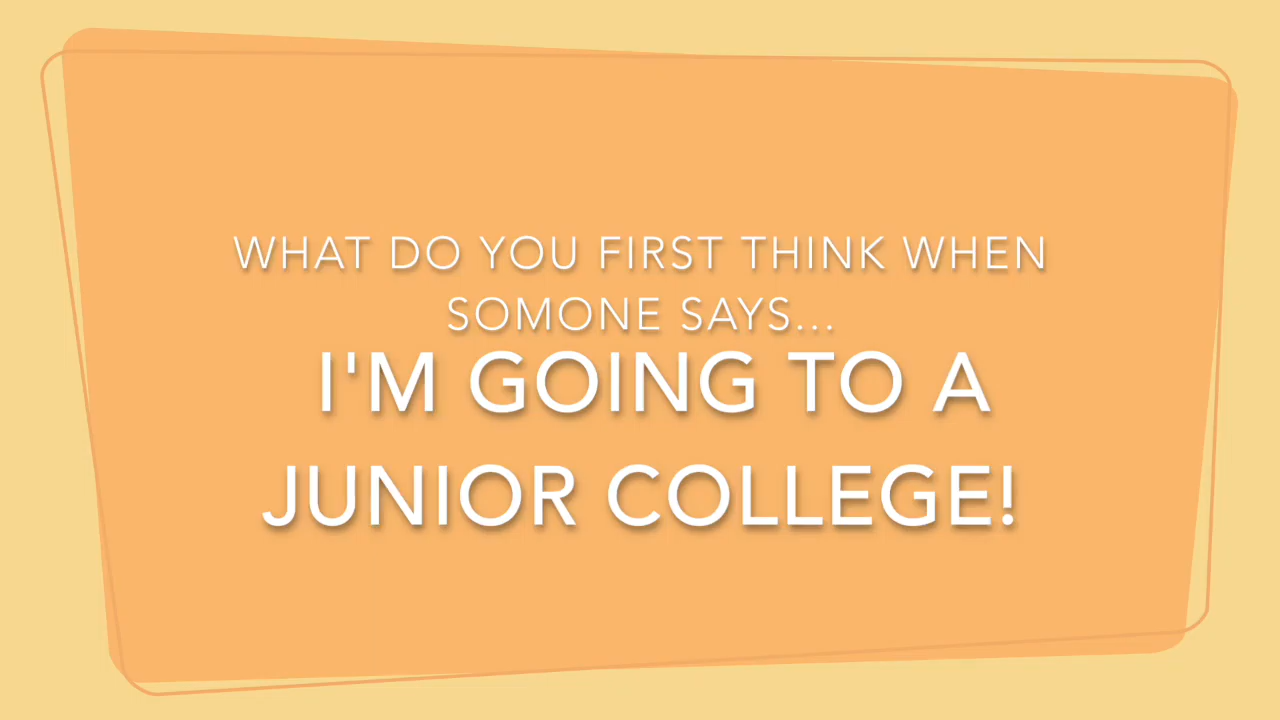 WHAT DO YOU FIRST THINK WHEN
SOMONE SAYS...
I'M GOING TO A
JUNIOR COLLEGE!